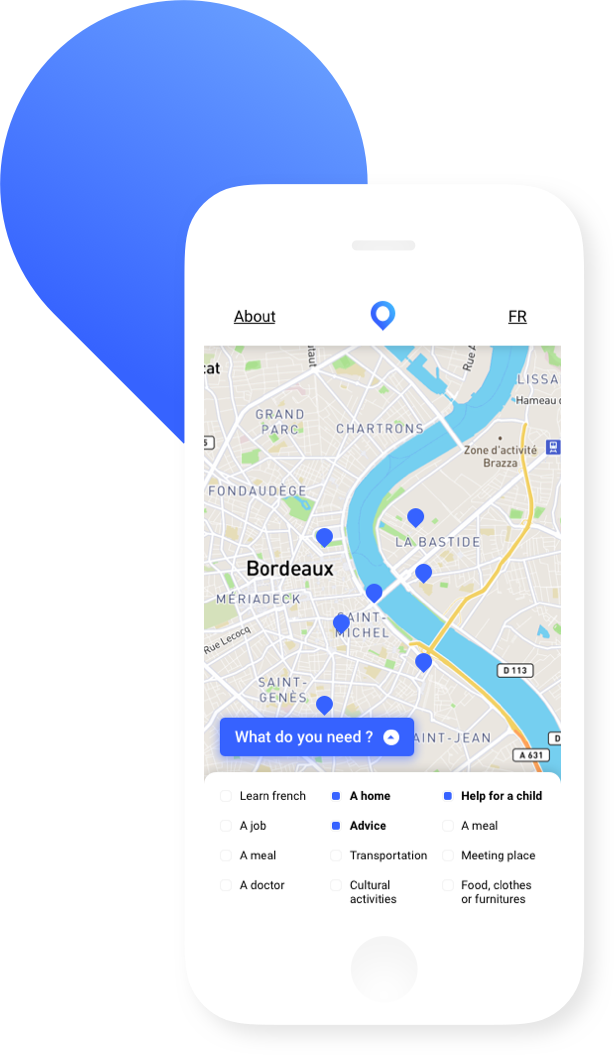 About
FR
cat
utaut
Rue A
LISSA
Hameau d
GRAND
PARC
CHARTRONS
Zone d'activité
Brazza
FONDAUDÈGE
LA BASTIDE
Bordeaux
MÉRIADECK
SAINT-
MICHEL
Rue Lecocq
D 113
SAINT-
GENÈS
What do you need ?
AINT-JEAN
D
A 631
Learn french
A home
Help for a child
A job
Advice
A meal
A meal
Transportation
Meeting place
A doctor
Cultural
activities
Food, clothes
or furnitures